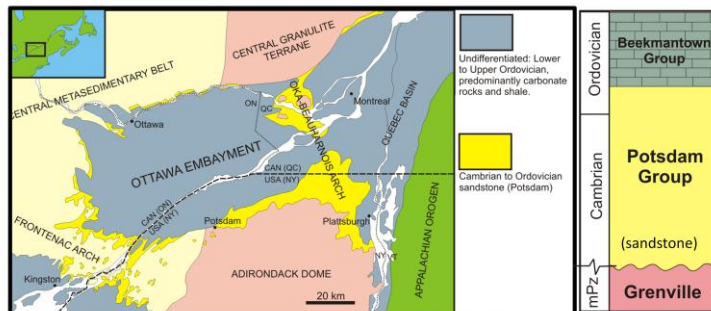 CENTRAL GRANULITE
TERRANE
CENTRAL METASEDIMENTARY BELT
OKA-BEAUHARNOIS ARCH
ON
QC
Montreal
Ottawa
QUEBEC BASIN
OTTAWA EMBAYMENT
CAN (QC)
USA (NY)
CAN (ON)
USA (NY)
FRONTENAC ARCH
Potsdam
Plattsburgh
Kingston
ADIRONDACK DOME
NY
VT
APPALACHIAN OROGEN
20 km
Undifferentiated: Lower
to Upper Ordovician,
predominantly carbonate
rocks and shale.
Cambrian to Ordovician
sandstone (Potsdam)
Ordovician
Cambrian
mPz
Beekmantown
Group
Potsdam
Group
(sandstone)
Grenville